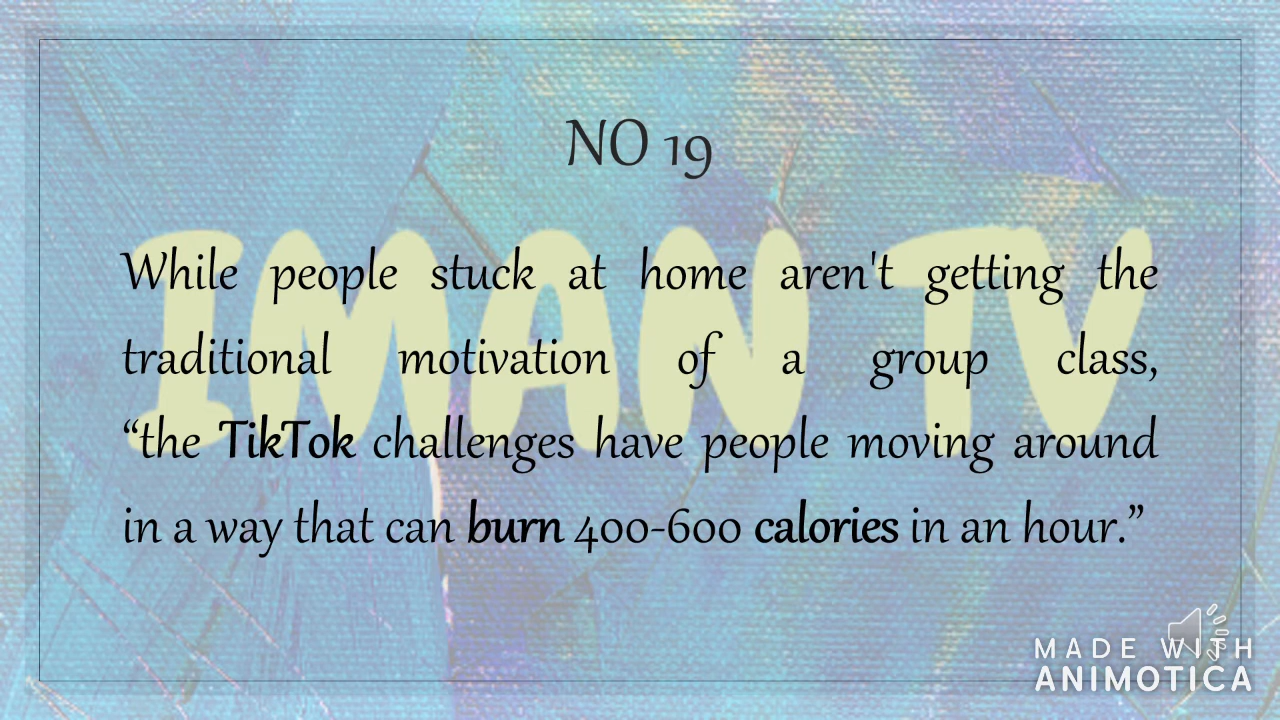 NO 19
IMAN TV
While people stuck at home aren't getting the
traditional motivation of a group class,
“the TikTok challenges have people moving around
in a way that can burn 400-600 calories in an hour.”
MADE WITH
ANIMOTICA